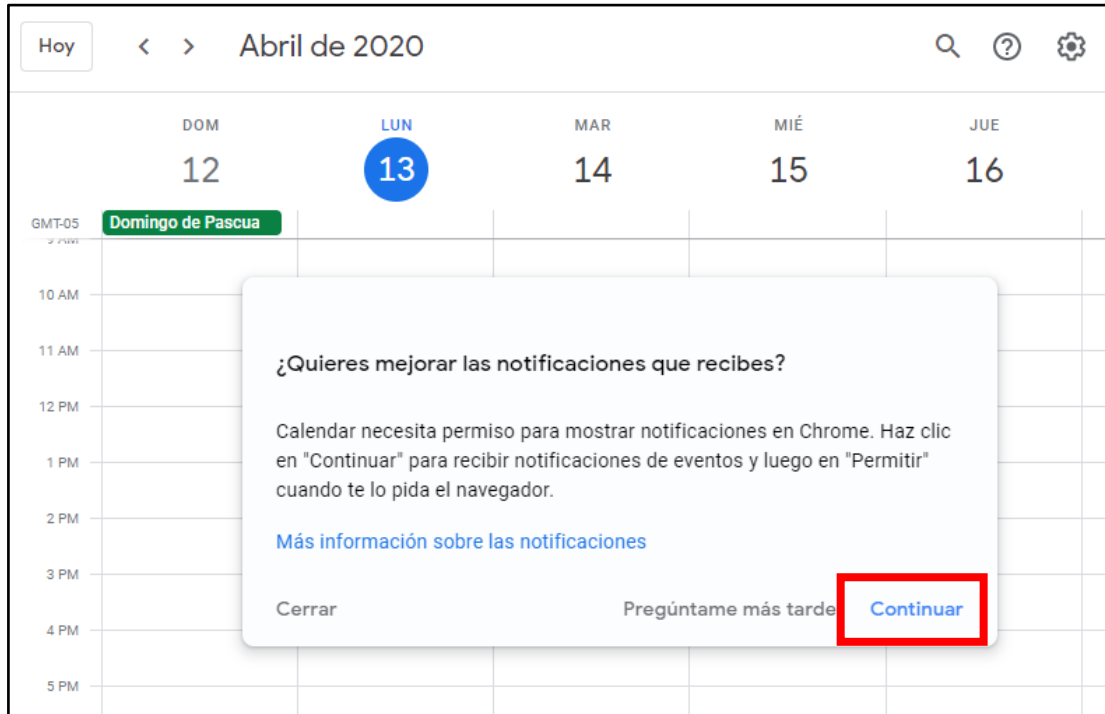 Hoy
Abril de 2020
DOM LUN MAR MIÉ JUE
12 13 14 15 16
GMT-05 Domingo de Pascua
9 AM
10 AM
11 AM
12 PM
1 PM
2 PM
3 PM
4 PM
5 PM
¿Quieres mejorar las notificaciones que recibes?
Calendar necesita permiso para mostrar notificaciones en Chrome. Haz clic
en "Continuar" para recibir notificaciones de eventos y luego en "Permitir"
cuando te lo pida el navegador.
Más información sobre las notificaciones
Cerrar Pregúntame más tarde Continuar